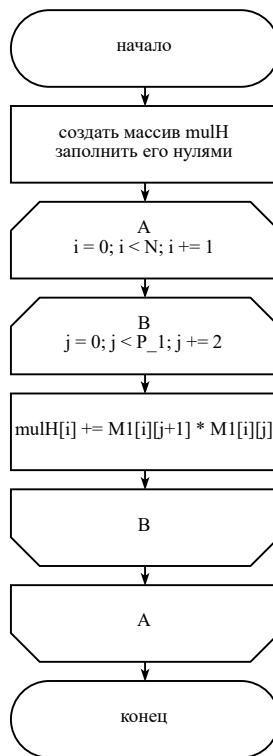 начало
создать массив mulH
заполнить его нулями
A
i = 0; i < N; i += 1
B
j = 0; j < P_1; j += 2
mulH[i] += M1[i][j+1] * M1[i][j]
B
A
конец